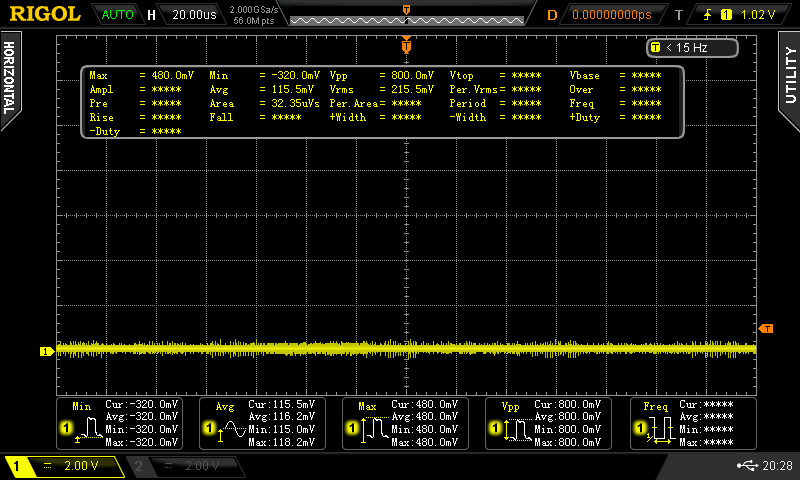 RIGOL AUTO H 20.00us 2.000GSa/s 56.0M pts T D 0.00000000ps T 1 1.02 V
HORIZONTAL
UTILITY
T
T < 15 Hz
Max = 480.0mV Min = -320.0mV Vpp = 800.0mV Vtop = ***** Vbase = *****
Ampl = ***** Avg = 115.5mV Vrms = 215.5mV Per.Vrms= ***** Over = *****
Pre = ***** Area = 32.35uVs Per.Area= ***** Period = ***** Freq = *****
Rise = ***** Fall = ***** +Width = ***** -Width = ***** +Duty = *****
-Duty = *****
T
1
Min 1 Cur:-320.0mV Avg:-320.0mV Min:-320.0mV Max:-320.0mV
Avg 1 Cur:115.5mV Avg:116.2mV Min:115.0mV Max:118.2mV
Max 1 Cur:480.0mV Avg:480.0mV Min:480.0mV Max:480.0mV
Vpp 1 Cur:800.0mV Avg:800.0mV Min:800.0mV Max:800.0mV
Freq 1 Cur:***** Avg:***** Min:***** Max:*****
1 2.00 V 2 2.00 V 20:28